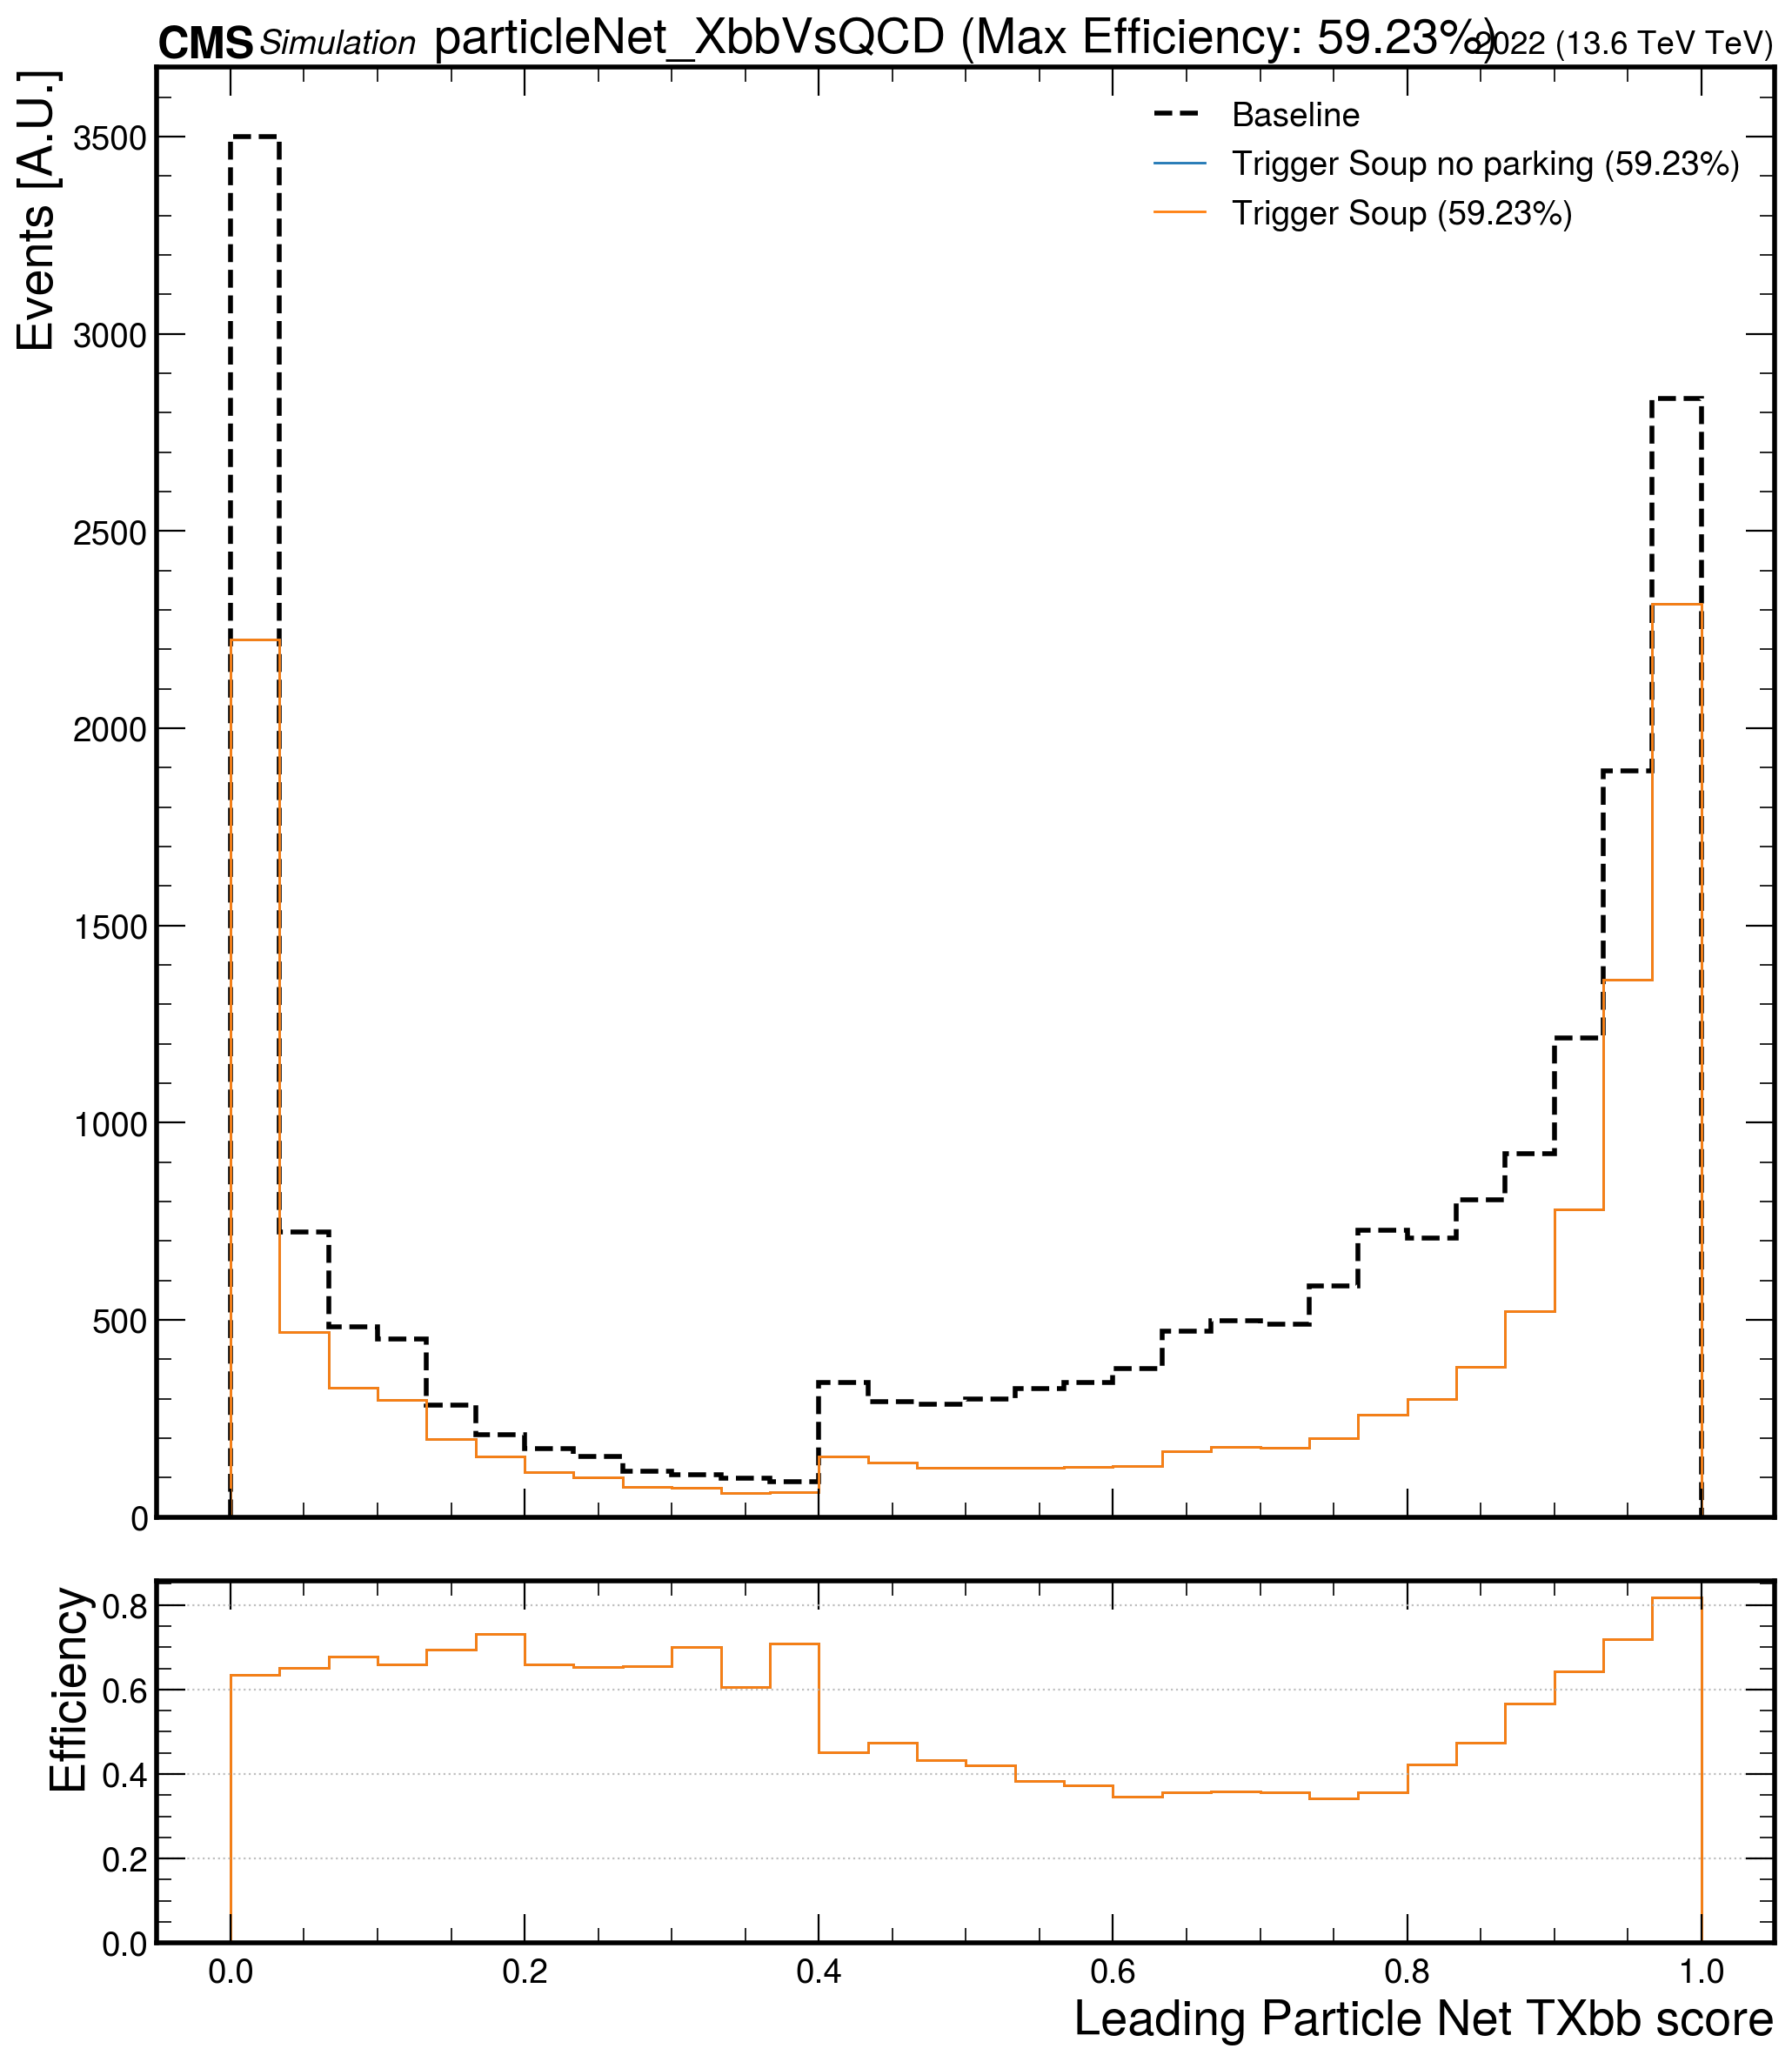 CMS Simulation particleNet_XbbVsQCD (Max Efficiency: 59.23%) 2022 (13.6 TeV TeV)
Events [A.U.]
Baseline
Trigger Soup no parking (59.23%)
Trigger Soup (59.23%)
3500
3000
2500
2000
1500
1000
500
0
Efficiency
0.8
0.6
0.4
0.2
0.0
0.0 0.2 0.4 0.6 0.8 1.0
Leading Particle Net TXbb score